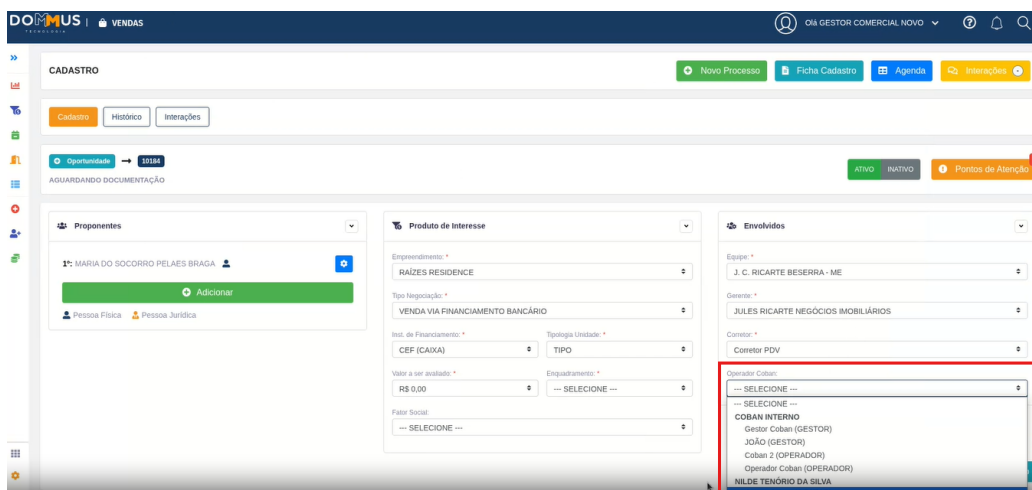 DOMMUS | VENDAS
TECNOLOGIA
Olá GESTOR COMERCIAL NOVO
CADASTRO
Novo Processo
Ficha Cadastro
Agenda
Interações
Cadastro
Histórico
Interações
Oportunidade → 10184
AGUARDANDO DOCUMENTAÇÃO
ATIVO
INATIVO
Pontos de Atenção
Proponentes
1º: MARIA DO SOCORRO PELAES BRAGA
Adicionar
Pessoa Física
Pessoa Jurídica
Produto de Interesse
Empreendimento: *
RAÍZES RESIDENCE
Tipo Negociação: *
VENDA VIA FINANCIAMENTO BANCÁRIO
Inst. de Financiamento: *
CEF (CAIXA)
Tipologia Unidade: *
TIPO
Valor a ser avaliado: *
R$ 0,00
Enquadramento: *
--- SELECIONE ---
Fator Social:
--- SELECIONE ---
Envolvidos
Equipe: *
J. C. RICARTE BESERRA - ME
Gerente: *
JULES RICARTE NEGÓCIOS IMOBILIÁRIOS
Corretor: *
Corretor PDV
Operador Coban:
--- SELECIONE ---
--- SELECIONE ---
COBAN INTERNO
Gestor Coban (GESTOR)
JOÃO (GESTOR)
Coban 2 (OPERADOR)
Operador Coban (OPERADOR)
NILDE TENÓRIO DA SILVA